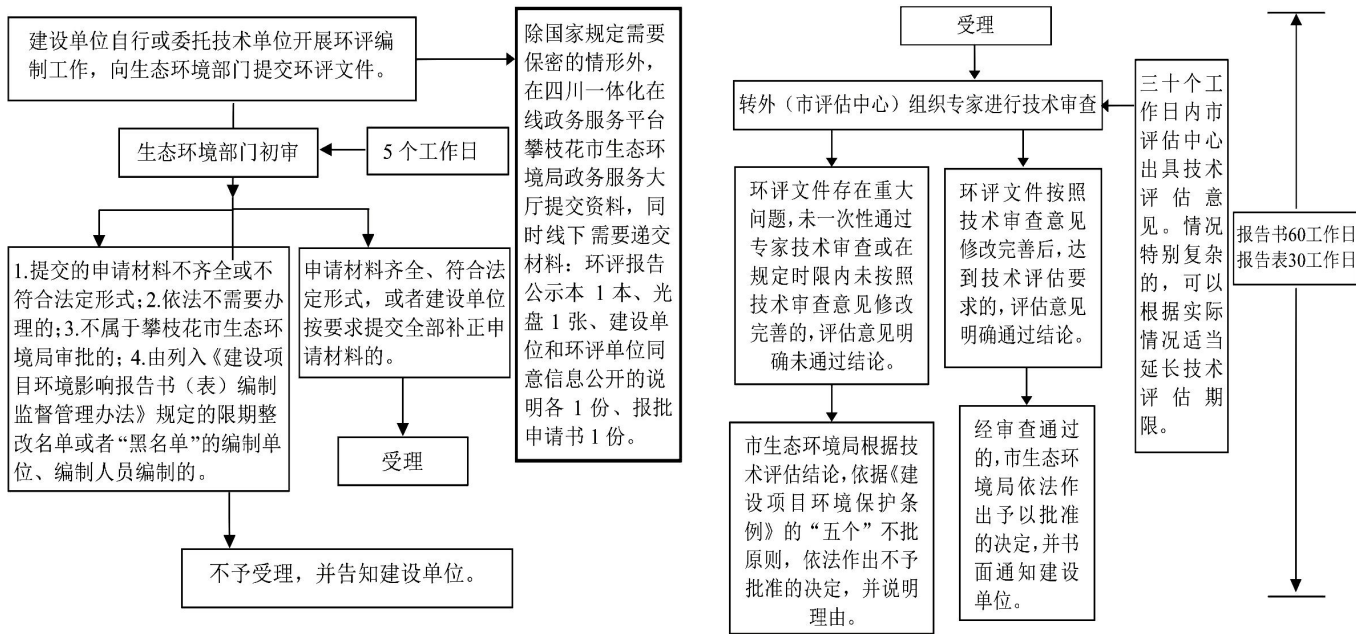 建设单位自行或委托技术单位开展环评编
制工作，向生态环境部门提交环评文件。
生态环境部门初审
5 个工作日
1.提交的申请材料不齐全或不
符合法定形式；2.依法不需要办
理的；3.不属于攀枝花市生态环
境局审批的；4.由列入《建设项
目环境影响报告书（表）编制
监督管理办法》规定的限期整
改名单或者“黑名单”的编制单
位、编制人员编制的。
申请材料齐全、符合法
定形式，或者建设单位
按要求提交全部补正申
请材料的。
受理
不予受理，并告知建设单位。
除国家规定需要
保密的情形外，
在四川一体化在
线政务服务平台
攀枝花市生态环
境局政务服务大
厅提交资料，同
时线下需要递交
材料：环评报告
公示本 1 本、光
盘 1 张、建设单
位和环评单位同
意信息公开的说
明各 1 份、报批
申请书 1 份。
受理
转外（市评估中心）组织专家进行技术审查
环评文件存在重大
问题，未一次性通过
专家技术审查或在
规定时限内未按照
技术审查意见修改
完善的，评估意见明
确未通过结论。
环评文件按照
技术审查意见
修改完善后，达
到技术评估要
求的，评估意见
明确通过结论。
市生态环境局根据技
术评估结论，依据《建
设项目环境保护条
例》的“五个”不批
原则，依法作出不予
批准的决定，并说明
理由。
经审查通过
的，市生态环
境局依法作
出予以批准
的决定，并书
面通知建设
单位。
三十个工
作日内市
评估中心
出具技术
评估意
见。情况
特别复杂
的，可以
根据实际
情况适当
延长技术
评估期
限。
报告书60工作日
报告表30工作日